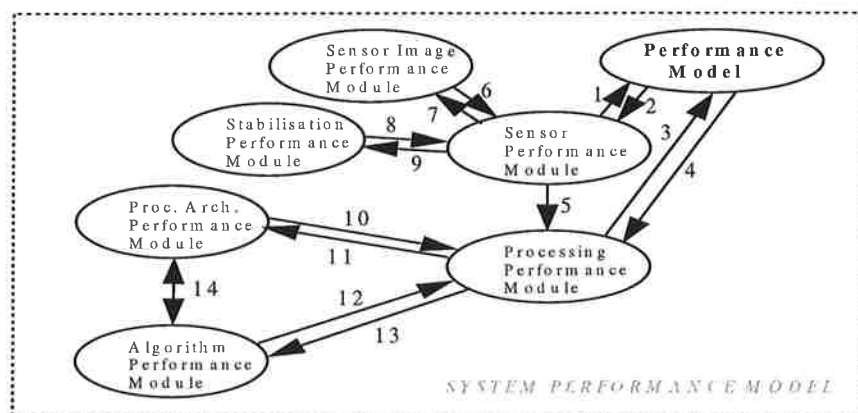 Sensor Image
Performance
Module
Performance
Model
6
7
1
2
Stabilisation
Performance
Module
8
9
Sensor
Performance
Module
3
4
5
Proc. Arch.
Performance
Module
10
11
Processing
Performance
Module
14
12
13
Algorithm
Performance
Module
SYSTEM PERFORMANCE MODEL